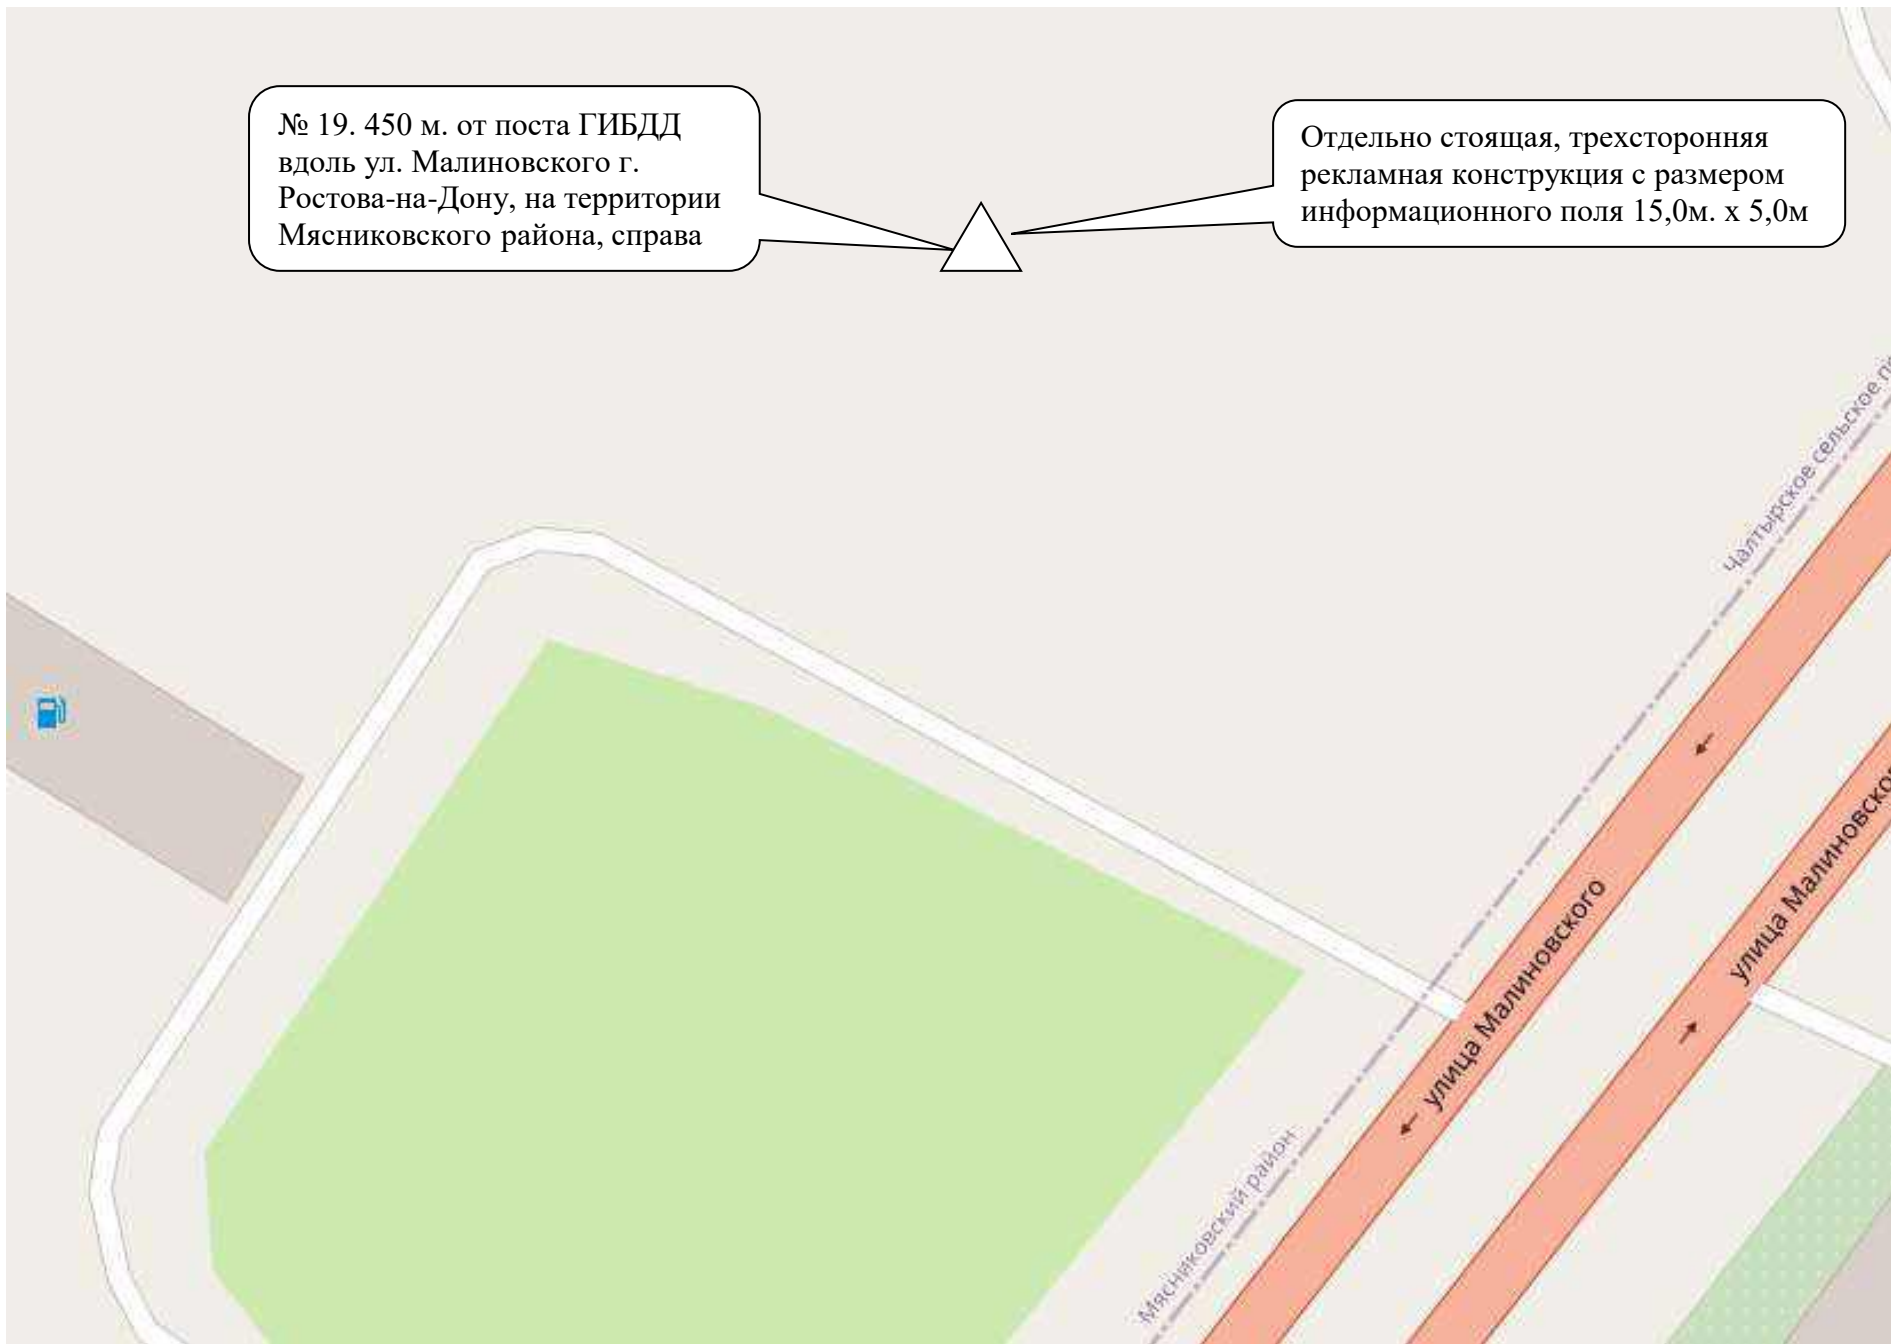 № 19. 450 м. от поста ГИБДД
вдоль ул. Малиновского г.
Ростова-на-Дону, на территории
Мясниковского района, справа
Отдельно стоящая, трехсторонняя
рекламная конструкция с размером
информационного поля 15,0м. х 5,0м
Чалтырское сельское
улица Малиновского
улица Малиновско
Мясниковский район